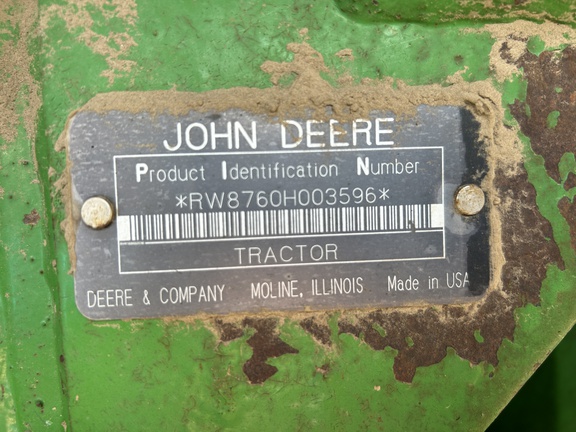 JOHN DEERE
Product Identification Number
*RW8760H003596*
TRACTOR
DEERE & COMPANY MOLINE, ILLINOIS Made in USA